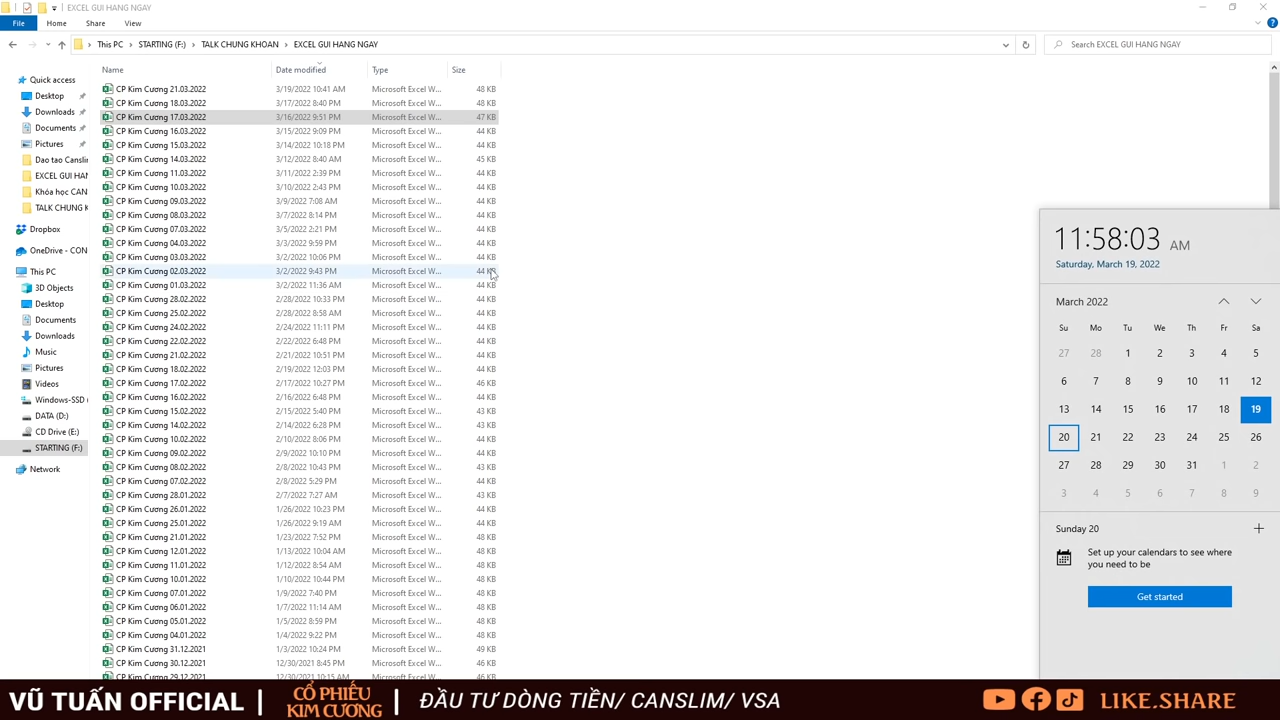 EXCEL GUI HANG NGAY
File Home Share View
This PC STARTING (F:) TALK CHUNG KHOAN EXCEL GUI HANG NGAY
Search EXCEL GUI HANG NGAY
Name Date modified Type Size
Quick access
Desktop
Downloads
Documents
Pictures
Dao tao Canslim
EXCEL GUI HAN
Khóa học CAN
TALK CHUNG K
Dropbox
OneDrive - CON
This PC
3D Objects
Desktop
Documents
Downloads
Music
Pictures
Videos
Windows-SSD (
DATA (D:)
CD Drive (E:)
STARTING (F:)
Network
CP Kim Cương 21.03.2022 3/19/2022 10:41 AM Microsoft Excel W... 48 KB
CP Kim Cương 18.03.2022 3/17/2022 8:40 PM Microsoft Excel W... 48 KB
CP Kim Cương 17.03.2022 3/16/2022 9:51 PM Microsoft Excel W... 47 KB
CP Kim Cương 16.03.2022 3/15/2022 9:09 PM Microsoft Excel W... 44 KB
CP Kim Cương 15.03.2022 3/14/2022 10:18 PM Microsoft Excel W... 44 KB
CP Kim Cương 14.03.2022 3/12/2022 8:40 AM Microsoft Excel W... 45 KB
CP Kim Cương 11.03.2022 3/11/2022 2:39 PM Microsoft Excel W... 44 KB
CP Kim Cương 10.03.2022 3/10/2022 2:43 PM Microsoft Excel W... 44 KB
CP Kim Cương 09.03.2022 3/9/2022 7:08 AM Microsoft Excel W... 44 KB
CP Kim Cương 08.03.2022 3/7/2022 8:14 PM Microsoft Excel W... 44 KB
CP Kim Cương 07.03.2022 3/5/2022 2:21 PM Microsoft Excel W... 44 KB
CP Kim Cương 04.03.2022 3/3/2022 9:59 PM Microsoft Excel W... 44 KB
CP Kim Cương 03.03.2022 3/2/2022 10:06 PM Microsoft Excel W... 44 KB
CP Kim Cương 02.03.2022 3/2/2022 9:43 PM Microsoft Excel W... 44 KB
CP Kim Cương 01.03.2022 3/2/2022 11:36 AM Microsoft Excel W... 44 KB
CP Kim Cương 28.02.2022 2/28/2022 10:33 PM Microsoft Excel W... 44 KB
CP Kim Cương 25.02.2022 2/28/2022 8:58 AM Microsoft Excel W... 44 KB
CP Kim Cương 24.02.2022 2/24/2022 11:11 PM Microsoft Excel W... 44 KB
CP Kim Cương 22.02.2022 2/22/2022 6:48 PM Microsoft Excel W... 44 KB
CP Kim Cương 21.02.2022 2/21/2022 10:51 PM Microsoft Excel W... 44 KB
CP Kim Cương 18.02.2022 2/19/2022 12:03 PM Microsoft Excel W... 44 KB
CP Kim Cương 17.02.2022 2/17/2022 10:27 PM Microsoft Excel W... 46 KB
CP Kim Cương 16.02.2022 2/16/2022 6:48 PM Microsoft Excel W... 44 KB
CP Kim Cương 15.02.2022 2/15/2022 5:40 PM Microsoft Excel W... 43 KB
CP Kim Cương 14.02.2022 2/14/2022 6:28 PM Microsoft Excel W... 43 KB
CP Kim Cương 10.02.2022 2/10/2022 8:06 PM Microsoft Excel W... 44 KB
CP Kim Cương 09.02.2022 2/9/2022 10:10 PM Microsoft Excel W... 44 KB
CP Kim Cương 08.02.2022 2/8/2022 10:43 PM Microsoft Excel W... 43 KB
CP Kim Cương 07.02.2022 2/8/2022 5:29 PM Microsoft Excel W... 44 KB
CP Kim Cương 28.01.2022 2/7/2022 7:27 AM Microsoft Excel W... 43 KB
CP Kim Cương 26.01.2022 1/26/2022 10:23 PM Microsoft Excel W... 44 KB
CP Kim Cương 25.01.2022 1/26/2022 9:19 AM Microsoft Excel W... 44 KB
CP Kim Cương 21.01.2022 1/23/2022 7:52 PM Microsoft Excel W... 48 KB
CP Kim Cương 12.01.2022 1/13/2022 10:04 AM Microsoft Excel W... 48 KB
CP Kim Cương 11.01.2022 1/12/2022 8:54 AM Microsoft Excel W... 48 KB
CP Kim Cương 10.01.2022 1/10/2022 10:44 PM Microsoft Excel W... 48 KB
CP Kim Cương 07.01.2022 1/9/2022 7:40 PM Microsoft Excel W... 48 KB
CP Kim Cương 06.01.2022 1/7/2022 11:14 AM Microsoft Excel W... 48 KB
CP Kim Cương 05.01.2022 1/5/2022 8:59 PM Microsoft Excel W... 48 KB
CP Kim Cương 04.01.2022 1/4/2022 9:22 PM Microsoft Excel W... 48 KB
CP Kim Cương 31.12.2021 1/3/2022 10:24 PM Microsoft Excel W... 49 KB
CP Kim Cương 30.12.2021 12/30/2021 8:45 PM Microsoft Excel W... 46 KB
CP Kim Cương 29.12.2021 12/30/2021 10:15 AM Microsoft Excel W... 48 KB
11:58:03 AM
Saturday, March 19, 2022
March 2022
Su Mo Tu We Th Fr Sa
27 28 1 2 3 4 5
6 7 8 9 10 11 12
13 14 15 16 17 18 19
20 21 22 23 24 25 26
27 28 29 30 31 1 2
3 4 5 6 7 8 9
Sunday 20
Set up your calendars to see where
you need to be
Get started
VŨ TUẤN OFFICIAL | CỔ PHIẾU
KIM CƯƠNG | ĐẦU TƯ DÒNG TIỀN/ CANSLIM/ VSA
LIKE.SHARE